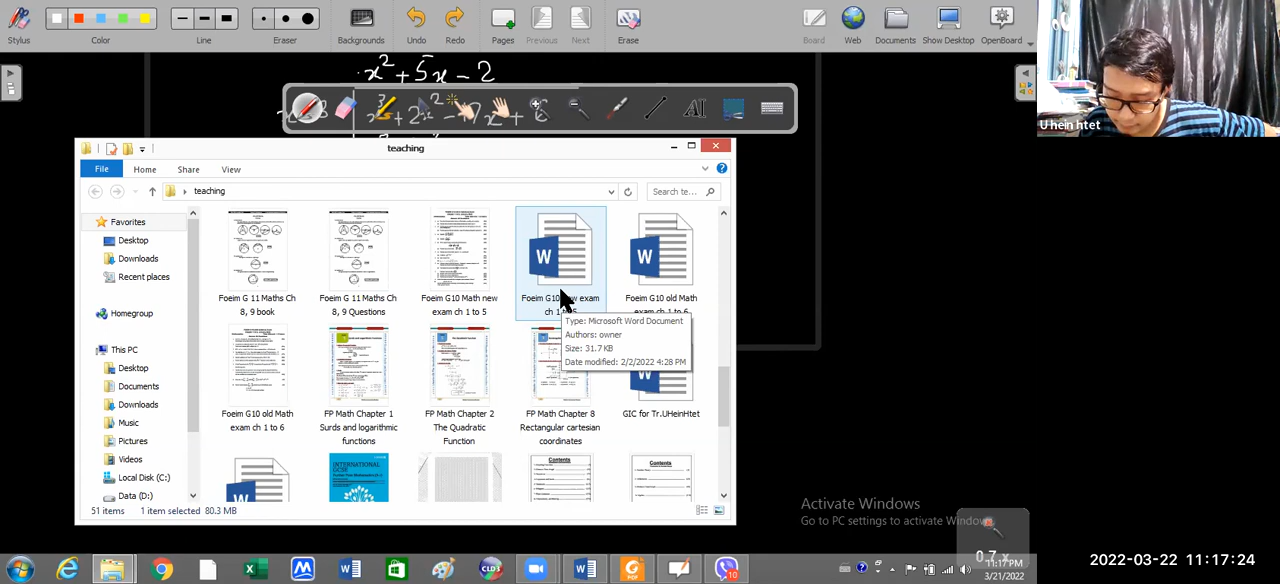 Stylus
Color
Line
Eraser
Backgrounds
Undo
Redo
Pages
Previous
Next
Erase
Board
Web
Documents
Show Desktop
OpenBoard
x² + 5x - 2
U hein htet
teaching
File
Home
Share
View
teaching
Search te...
Favorites
Desktop
Downloads
Recent places
Homegroup
This PC
Desktop
Documents
Downloads
Music
Pictures
Videos
Local Disk (C:)
Data (D:)
Foeim G 11 Maths Ch
8, 9 book
Foeim G 11 Maths Ch
8, 9 Questions
Foeim G10 Math new
exam ch 1 to 5
Foeim G10 new exam
Foeim G10 old Math
Type: Microsoft Word Document
Authors: owner
Size: 31.7 KB
Date modified: 2/2/2022 4:28 PM
Foeim G10 old Math
exam ch 1 to 6
FP Math Chapter 1
Surds and logarithmic
functions
FP Math Chapter 2
The Quadratic
Function
FP Math Chapter 8
Rectangular cartesian
coordinates
GIC for Tr.UHeinHtet
INTERNATIONAL
GCSE
Contents
Contents
51 items
1 item selected 80.3 MB
Activate Windows
Go to PC settings to activate Windows
0.7 x
2022-03-22 11:17:24
11:17 PM
3/21/2022